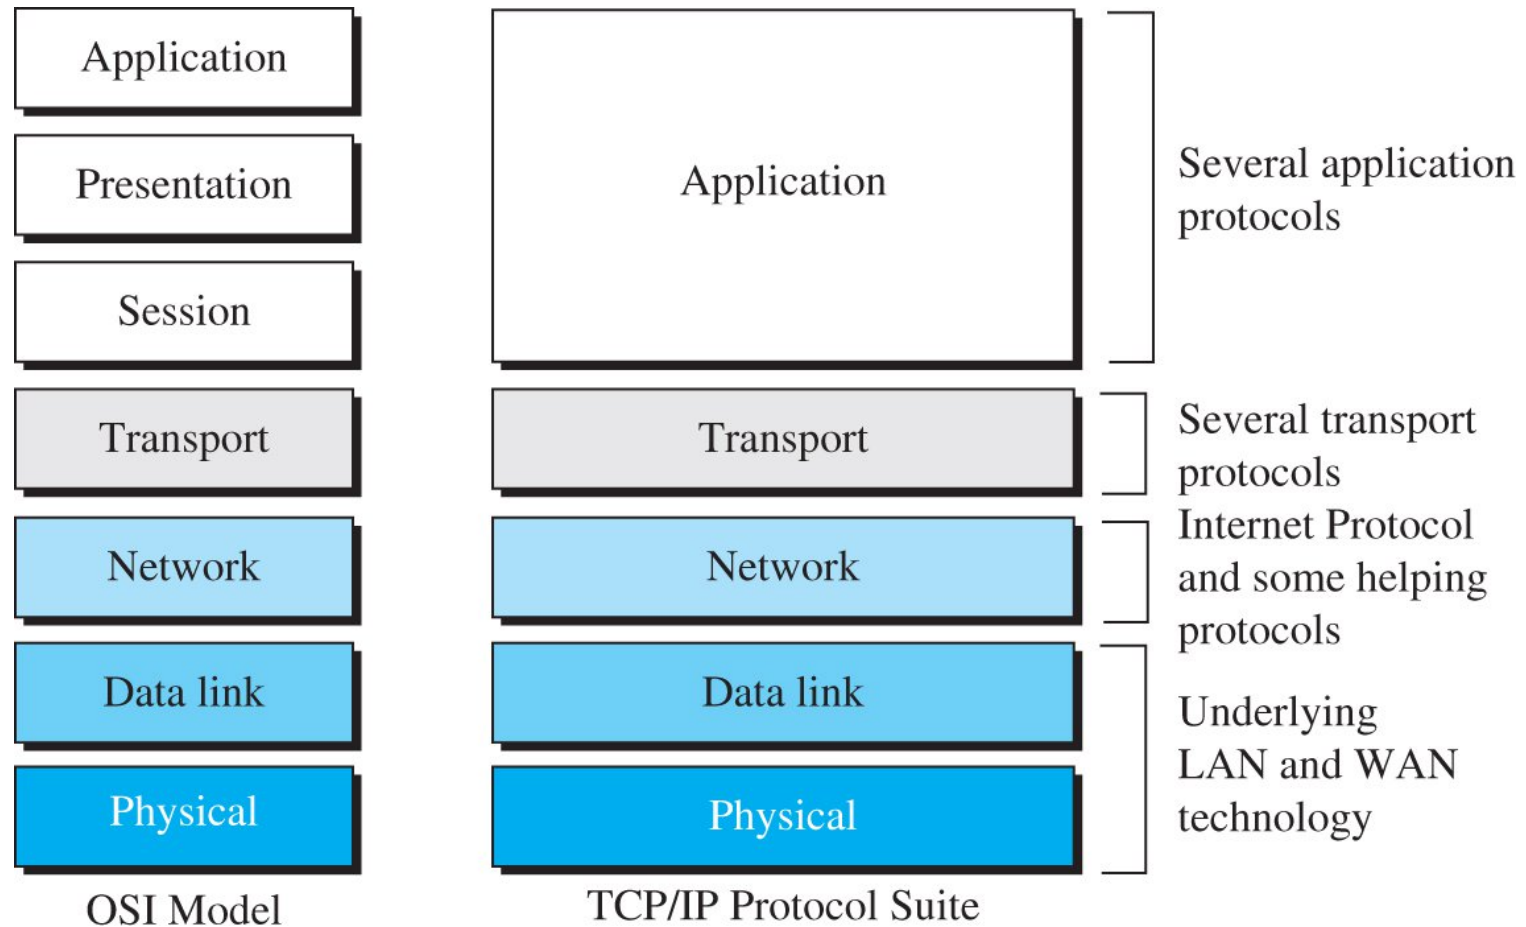 Application
Presentation
Session
Transport
Network
Data link
Physical
OSI Model
Application
Transport
Network
Data link
Physical
TCP/IP Protocol Suite
Several application
protocols
Several transport
protocols
Internet Protocol
and some helping
protocols
Underlying
LAN and WAN
technology